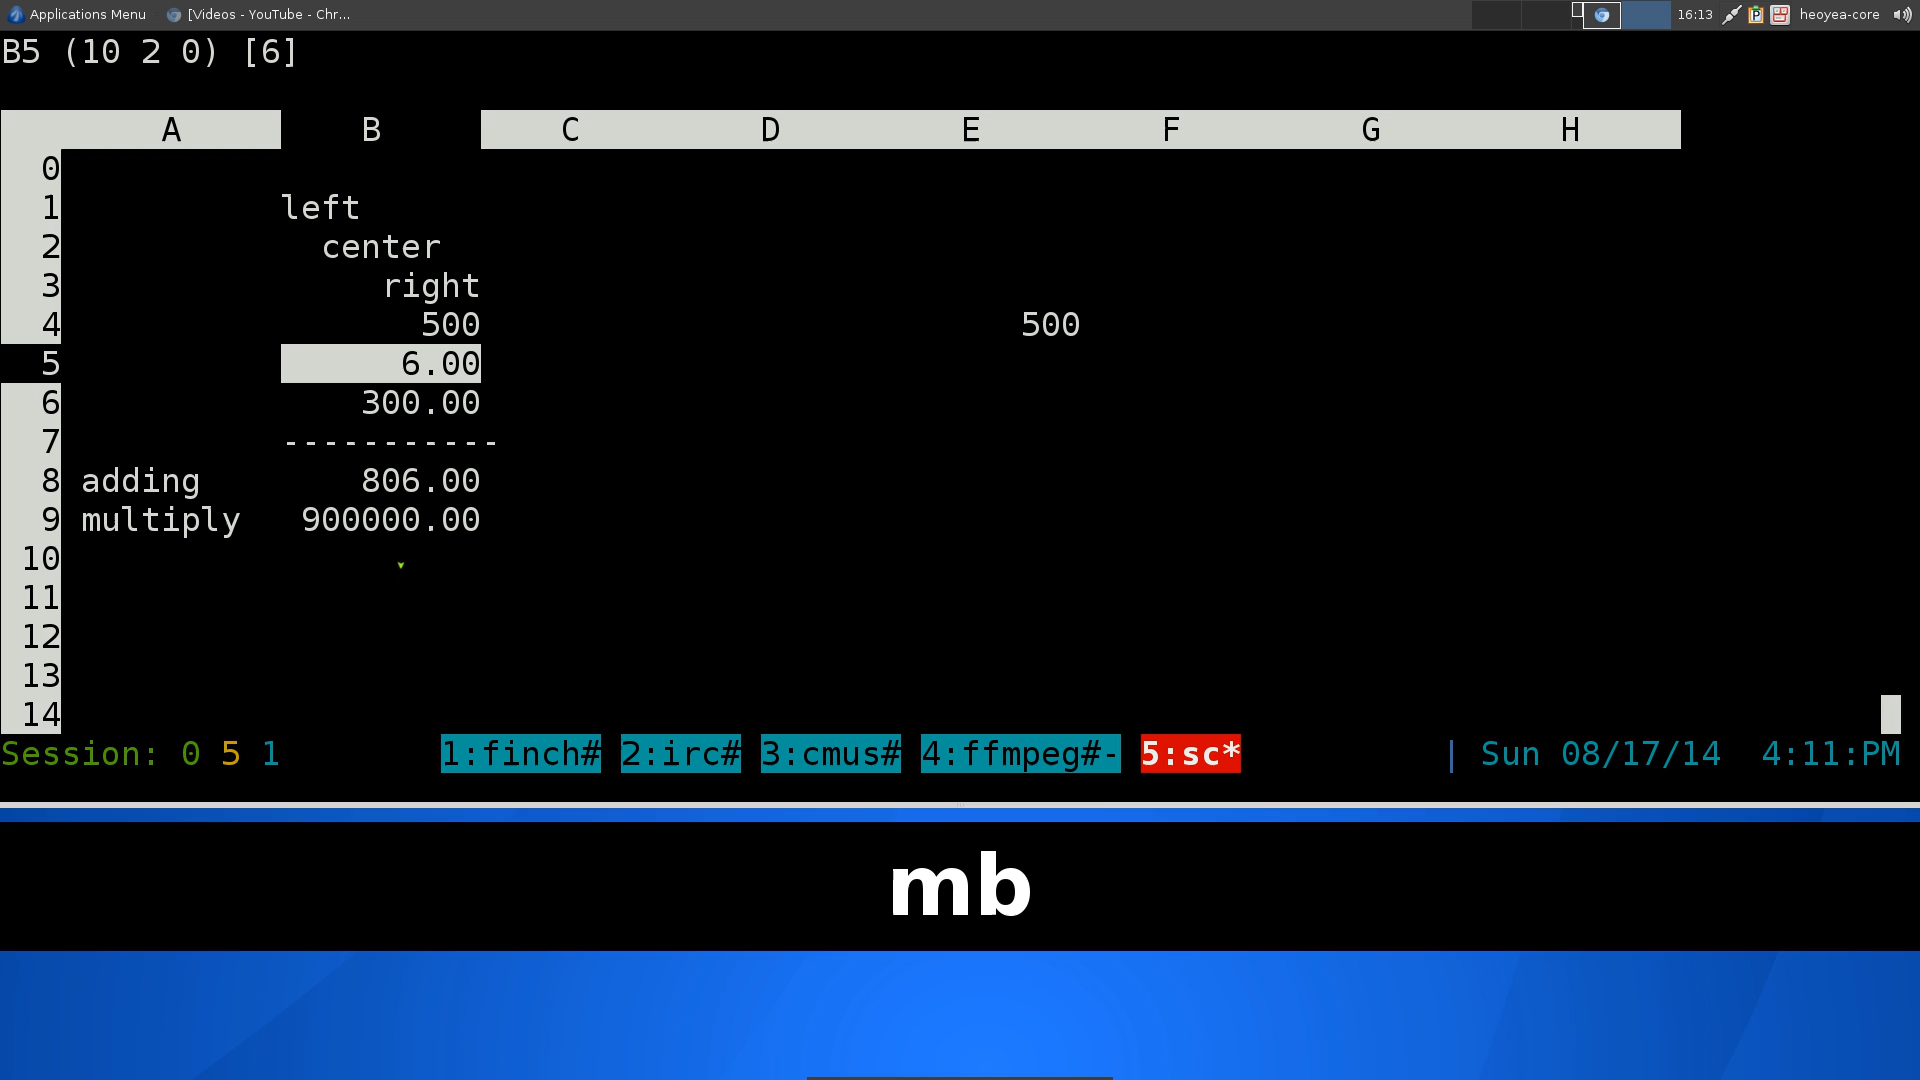 Applications Menu [Videos - YouTube - Chr... 16:13 heoyea-core
B5 (10 2 0) [6]
A B C D E F G H
0
1 left
2 center
3 right
4 500 500
5 6.00
6 300.00
7 -----------
8 adding 806.00
9 multiply 900000.00
10
11
12
13
14
Session: 0 5 1 1:finch# 2:irc# 3:cmus# 4:ffmpeg#- 5:sc* | Sun 08/17/14 4:11:PM
mb